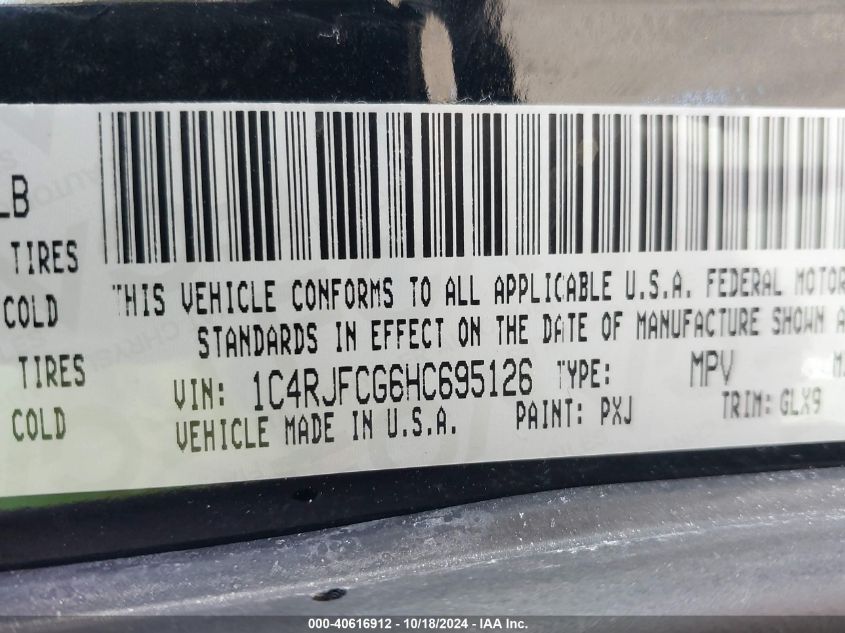 LB
TIRES
COLD
TIRES
COLD
THIS VEHICLE CONFORMS TO ALL APPLICABLE U.S.A. FEDERAL MOTOR
STANDARDS IN EFFECT ON THE DATE OF MANUFACTURE SHOWN A
VIN: 1C4RJFCG6HC695126 TYPE: MPV
VEHICLE MADE IN U.S.A. PAINT: PXJ TRIM: GLX9
000-40616912 - 10/18/2024 - IAA Inc.